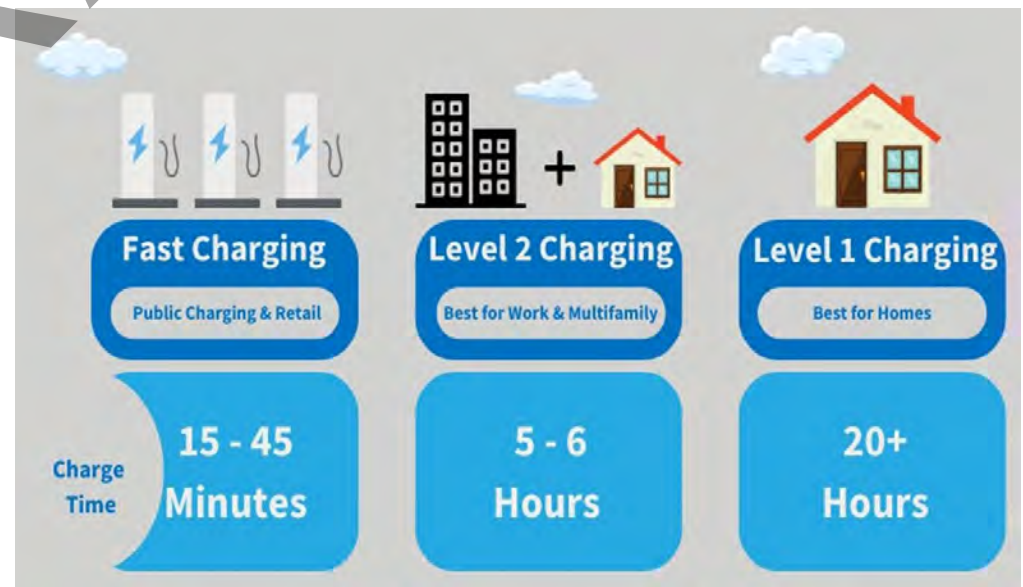 Fast Charging
Public Charging & Retail
Level 2 Charging
Best for Work & Multifamily
Level 1 Charging
Best for Homes
Charge
Time
15 - 45
Minutes
5 - 6
Hours
20+
Hours